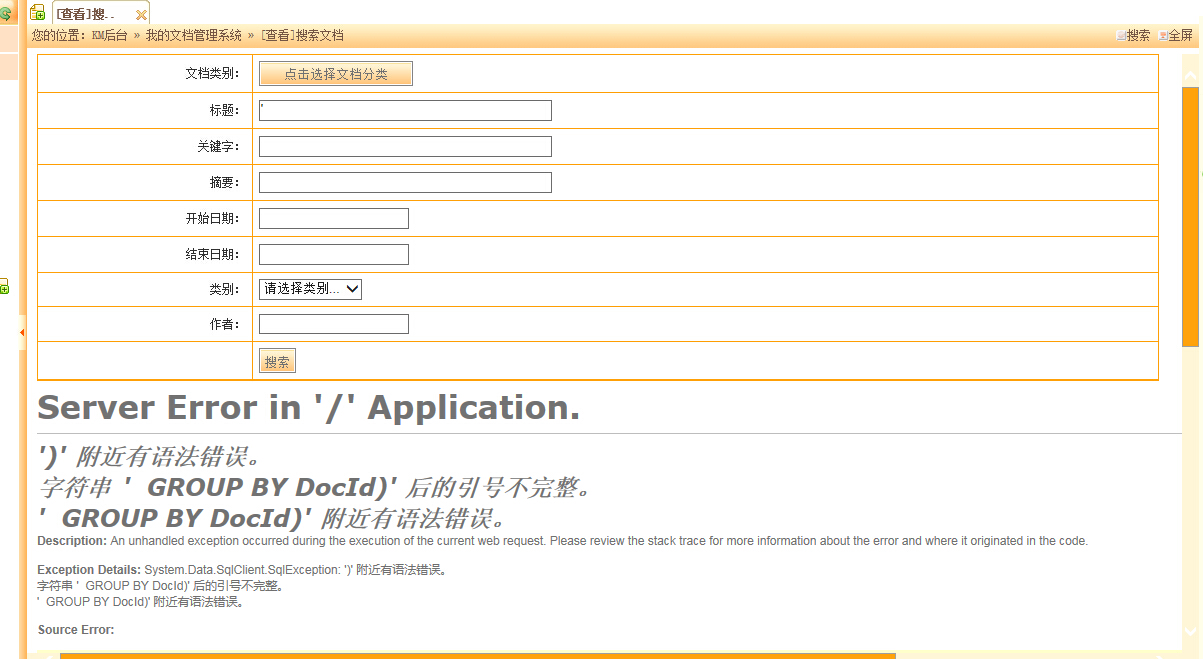 [查看]搜..
您的位置: KM后台 » 我的文档管理系统 » [查看]搜索文档
搜索 全屏
文档类别: 点击选择文档分类
标题: '
关键字:
摘要:
开始日期:
结束日期:
类别: 请选择类别...
作者:
搜索
Server Error in '/' Application.
')' 附近有语法错误。
字符串 '  GROUP BY DocId)' 后的引号不完整。
'  GROUP BY DocId)' 附近有语法错误。
Description: An unhandled exception occurred during the execution of the current web request. Please review the stack trace for more information about the error and where it originated in the code.
Exception Details: System.Data.SqlClient.SqlException: ')' 附近有语法错误。
字符串 '  GROUP BY DocId)' 后的引号不完整。
'  GROUP BY DocId)' 附近有语法错误。
Source Error: